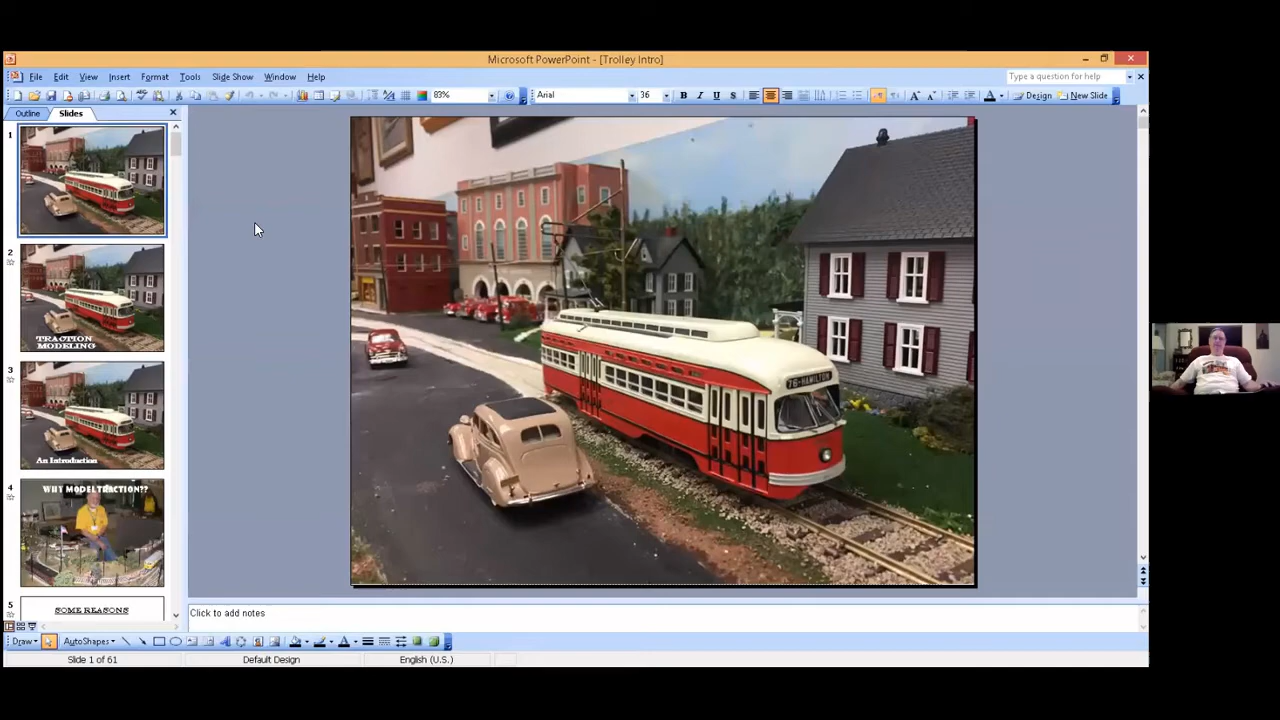 Microsoft PowerPoint - [Trolley Intro]
File Edit View Insert Format Tools Slide Show Window Help
Type a question for help
83%
Arial
36
B I U S
Design
New Slide
Outline
Slides
1
76-HAMILTON
2
TRACTION
MODELING
3
An Introduction
4
WHY MODEL TRACTION??
5
SOME REASONS
Click to add notes
Draw
AutoShapes
Slide 1 of 61
Default Design
English (U.S.)